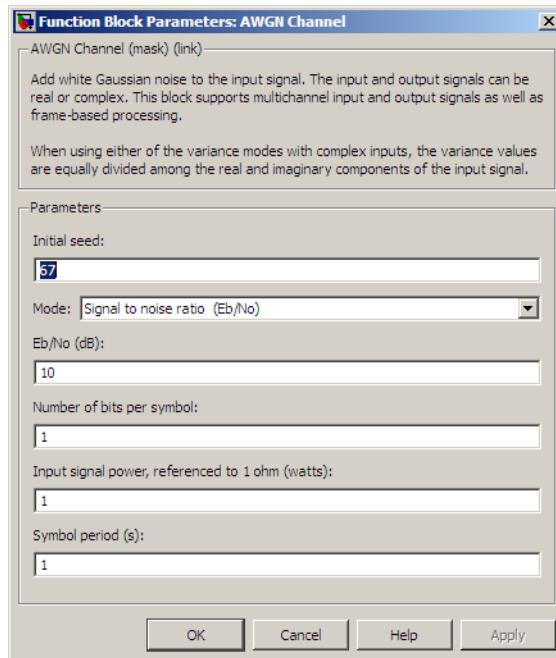 Function Block Parameters: AWGN Channel
AWGN Channel (mask) (link)
Add white Gaussian noise to the input signal. The input and output signals can be
real or complex. This block supports multichannel input and output signals as well as
frame-based processing.
When using either of the variance modes with complex inputs, the variance values
are equally divided among the real and imaginary components of the input signal.
Parameters
Initial seed:
67
Mode: Signal to noise ratio (Eb/No)
Eb/No (dB):
10
Number of bits per symbol:
1
Input signal power, referenced to 1 ohm (watts):
1
Symbol period (s):
1
OK Cancel Help Apply